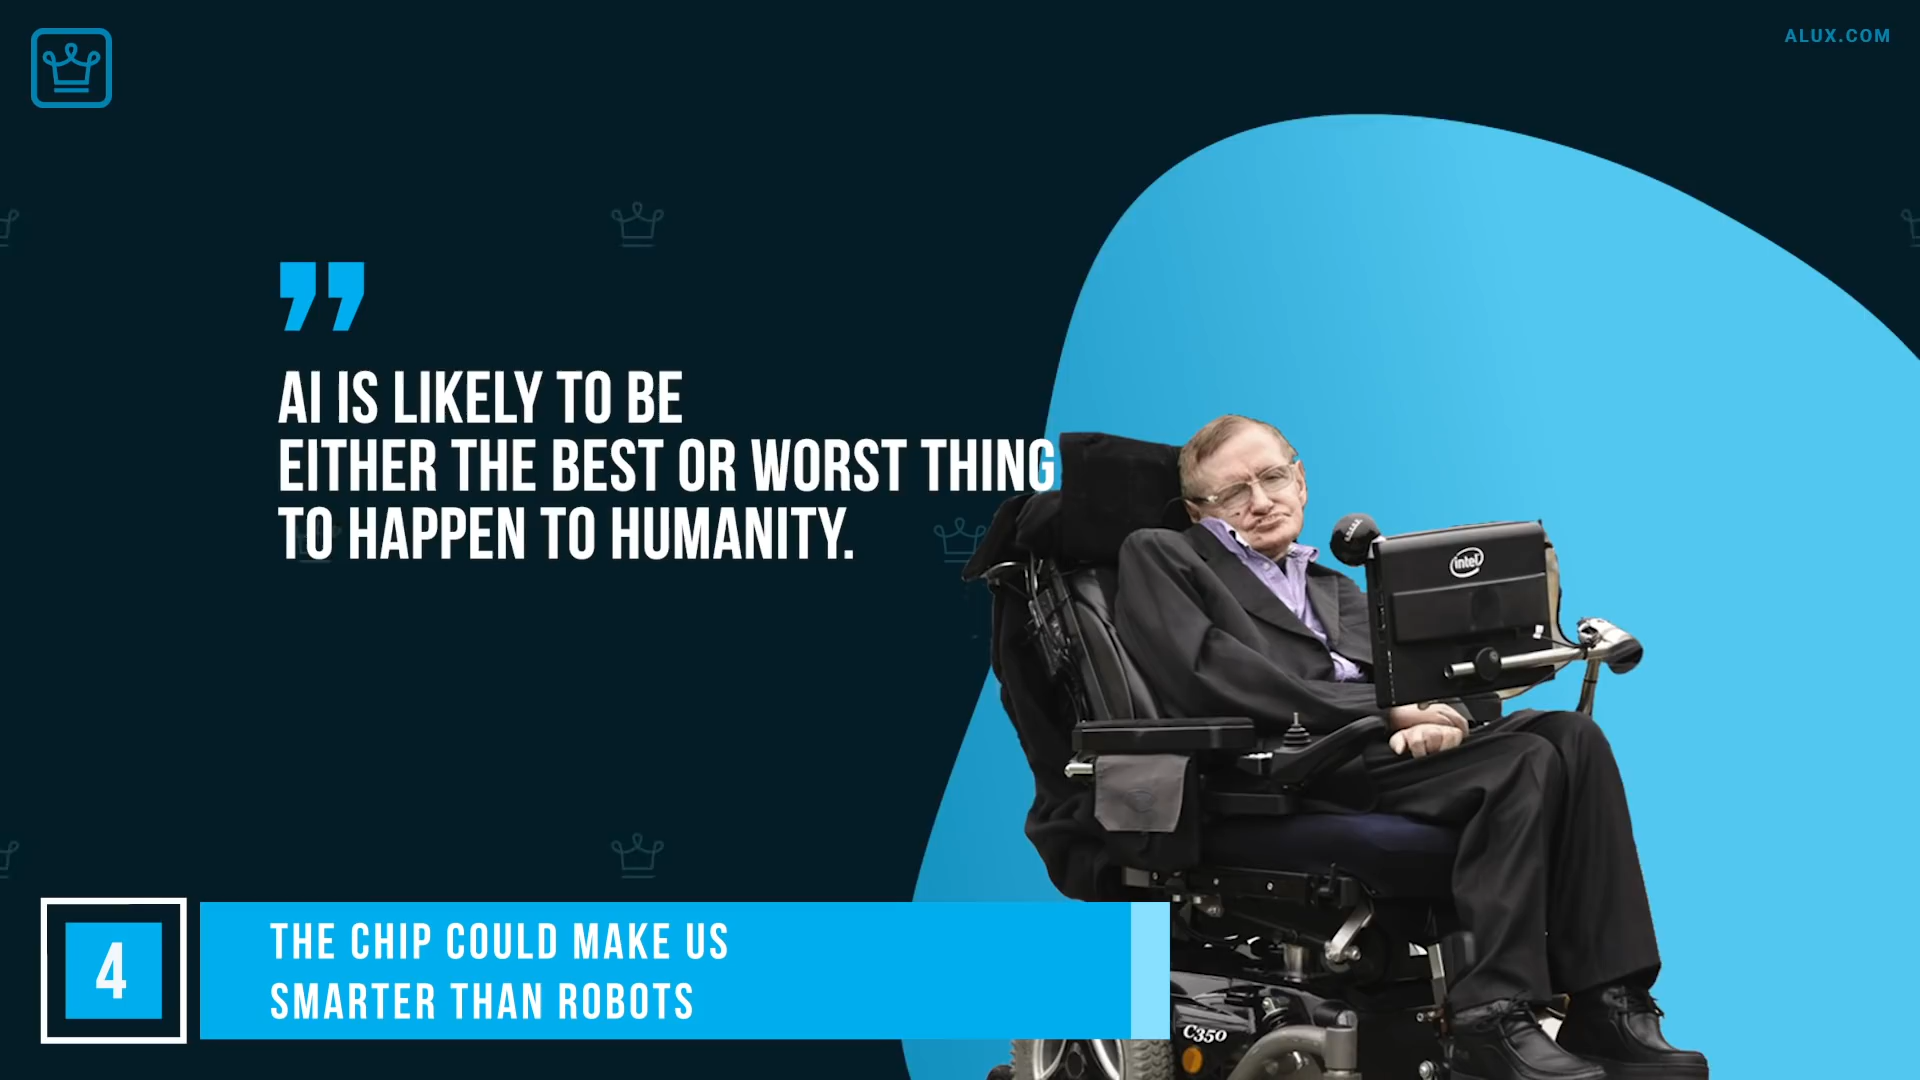 ALUX.COM
”
AI IS LIKELY TO BE
EITHER THE BEST OR WORST THING
TO HAPPEN TO HUMANITY.
intel
4
THE CHIP COULD MAKE US
SMARTER THAN ROBOTS
C350